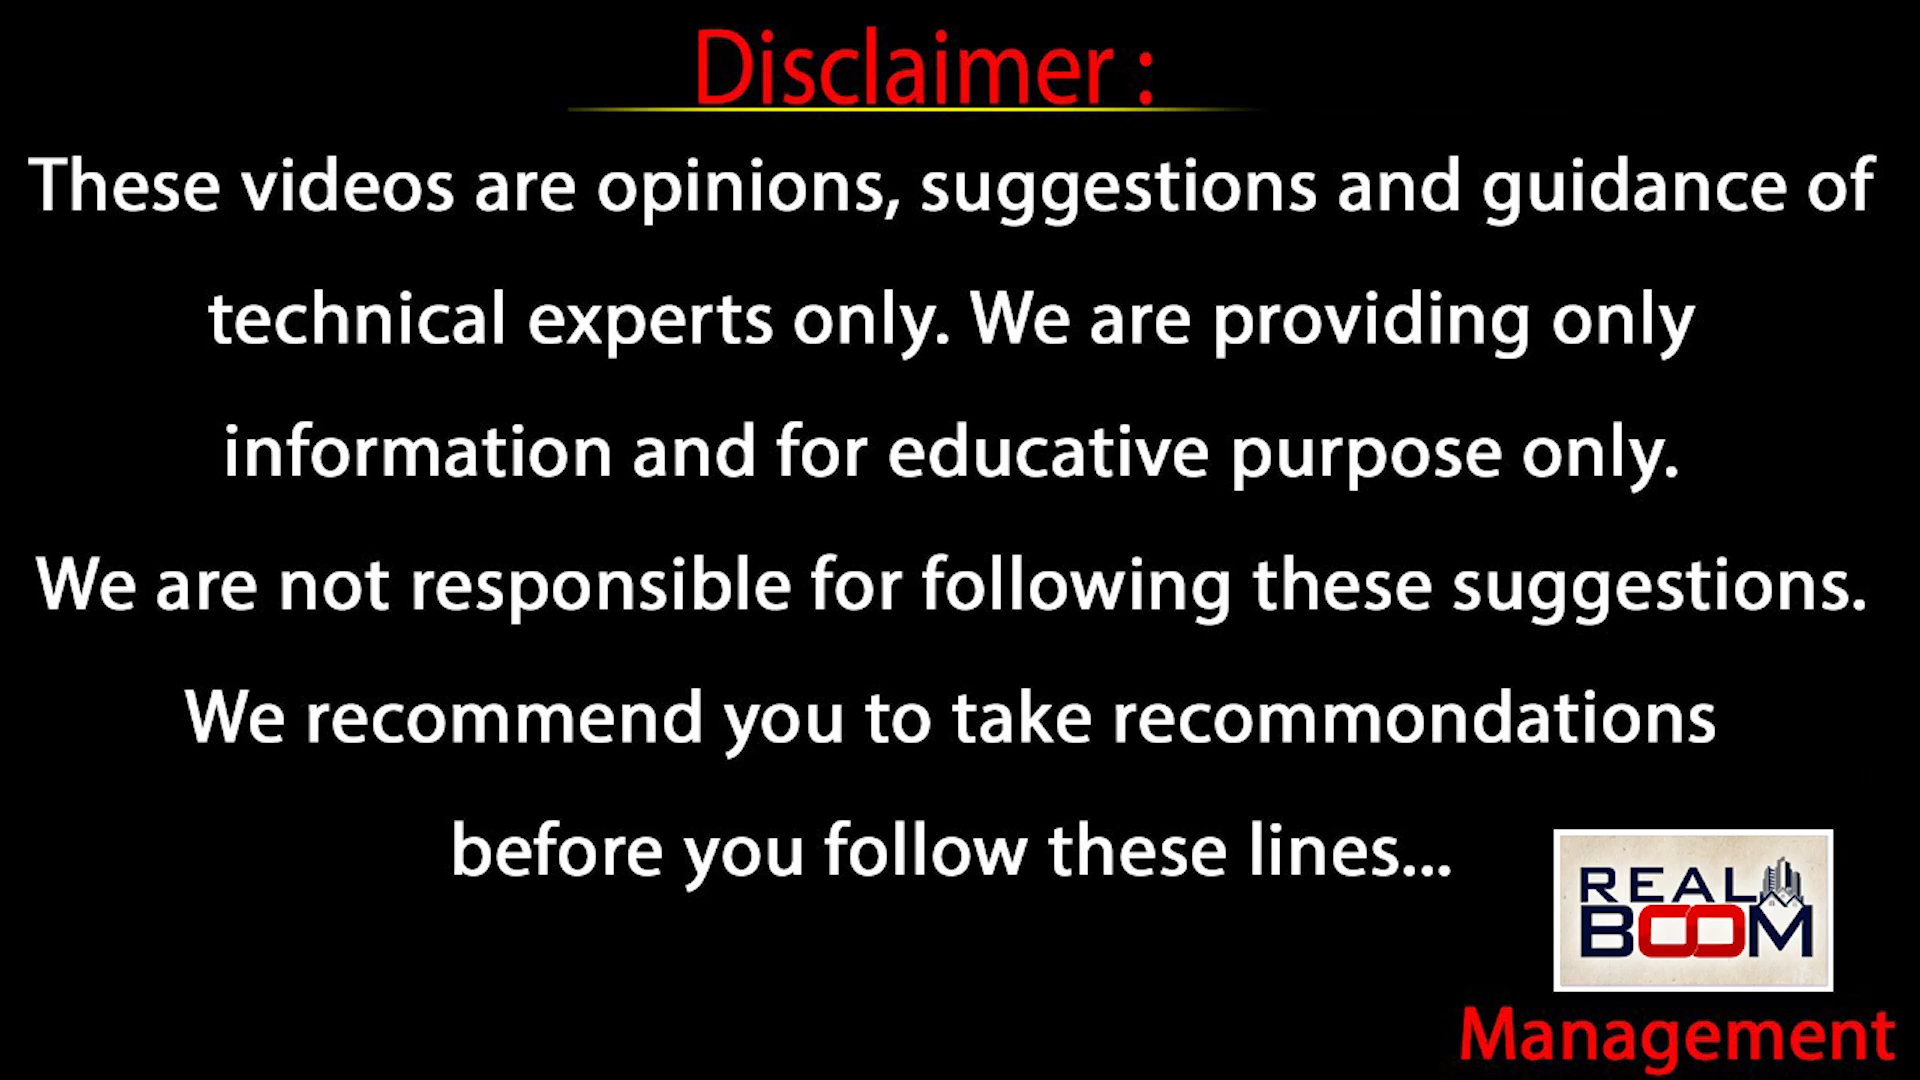 Disclaimer :
These videos are opinions, suggestions and guidance of
technical experts only. We are providing only
information and for educative purpose only.
We are not responsible for following these suggestions.
We recommend you to take recommondations
before you follow these lines...
REAL
BOOM
Management